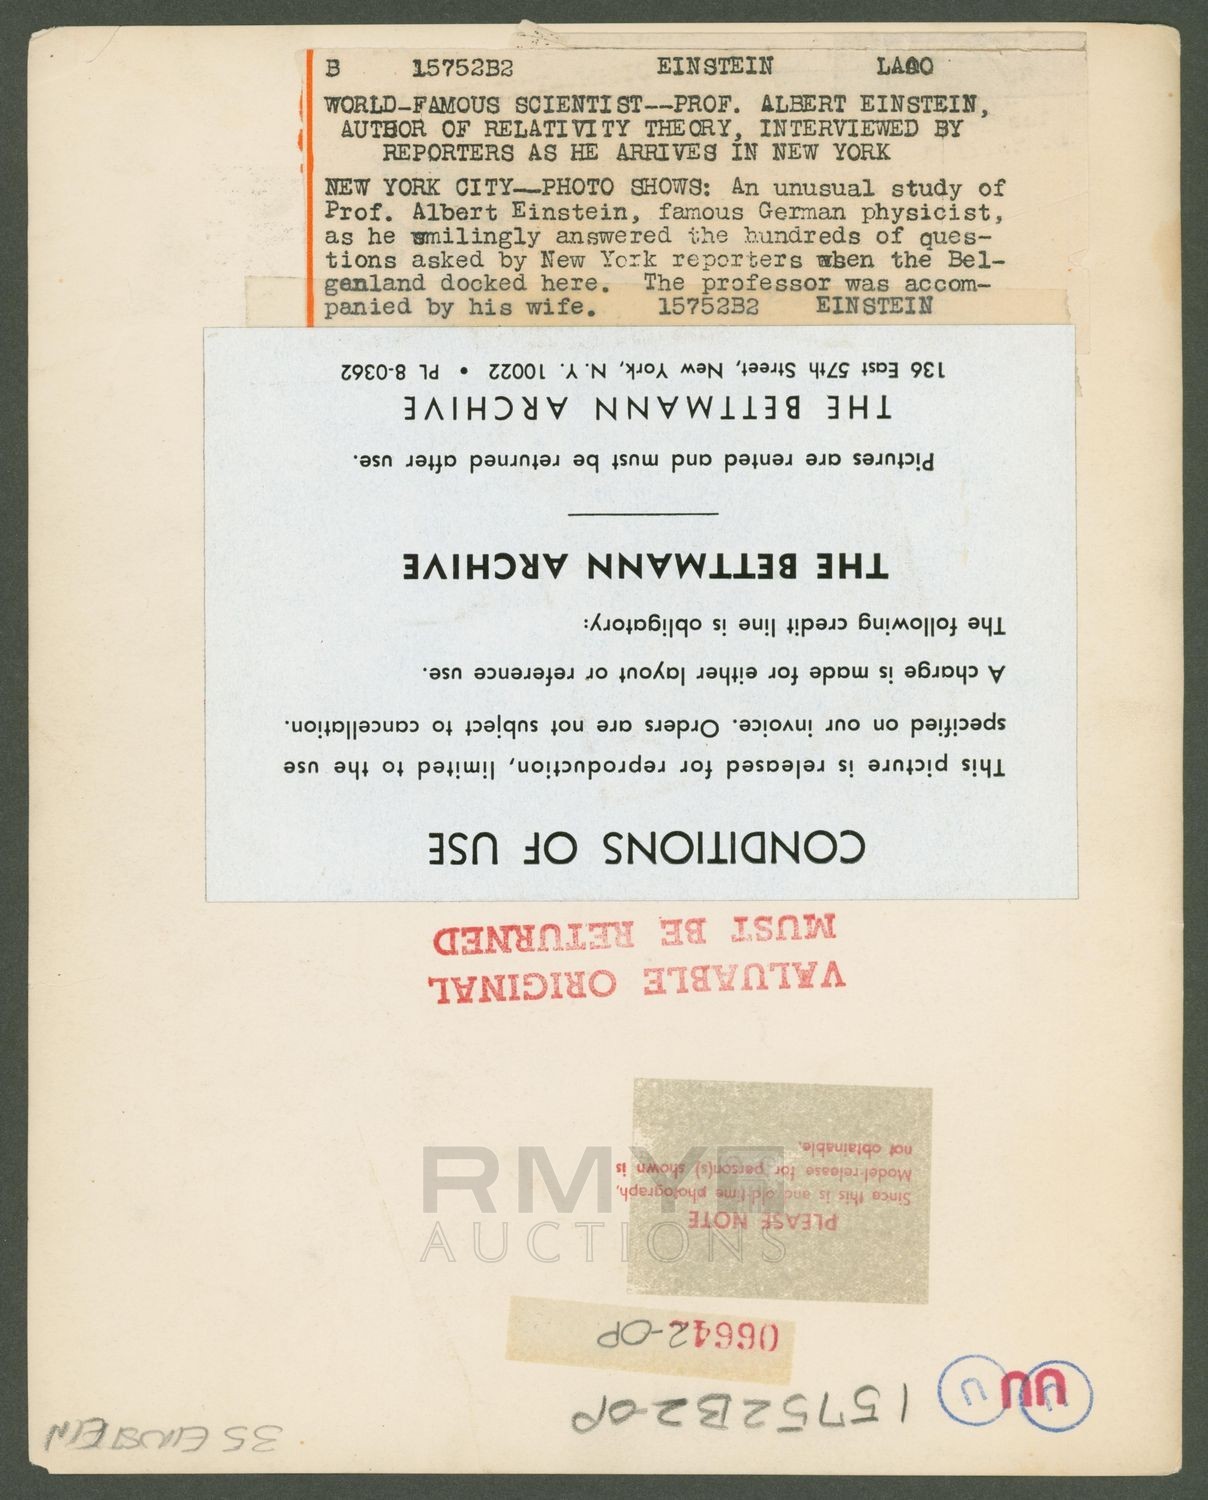 B 15752B2 EINSTEIN LAGO
WORLD-FAMOUS SCIENTIST--PROF. ALBERT EINSTEIN,
AUTHOR OF RELATIVITY THEORY, INTERVIEWED BY
REPORTERS AS HE ARRIVES IN NEW YORK
NEW YORK CITY--PHOTO SHOWS: An unusual study of
Prof. Albert Einstein, famous German physicist,
as he smilingly answered the hundreds of ques-
tions asked by New York reporters when the Bel-
genland docked here. The professor was accom-
panied by his wife. 15752B2 EINSTEIN
CONDITIONS OF USE
This picture is released for reproduction, limited to the use
specified on our invoice. Orders are not subject to cancellation.
A charge is made for either layout or reference use.
The following credit line is obligatory:
THE BETTMANN ARCHIVE
Pictures are rented and must be returned after use.
THE BETTMANN ARCHIVE
136 East 57th Street, New York, N.Y. 10022 • PL 8-0362
VALUABLE ORIGINAL
MUST BE RETURNED
PLEASE NOTE
Since this is and old time photograph,
Model-release for person(s) shown is
not obtainable.
RMY
AUCTIONS
06642-OP
15752B2-OP
UU
U
U
35 EINSTEIN